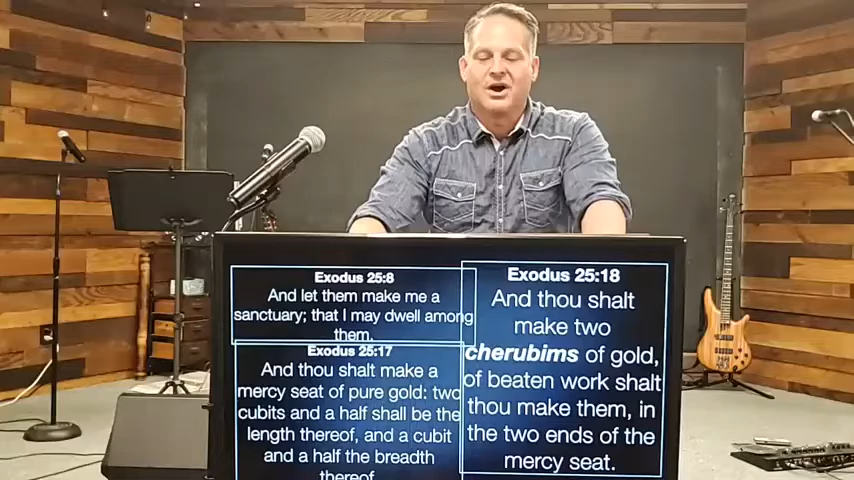 Exodus 25:8
And let them make me a
sanctuary; that I may dwell among
them.
Exodus 25:17
And thou shalt make a
mercy seat of pure gold: two
cubits and a half shall be the
length thereof, and a cubit
and a half the breadth
thereof.
Exodus 25:18
And thou shalt
make two
cherubims of gold,
of beaten work shalt
thou make them, in
the two ends of the
mercy seat.